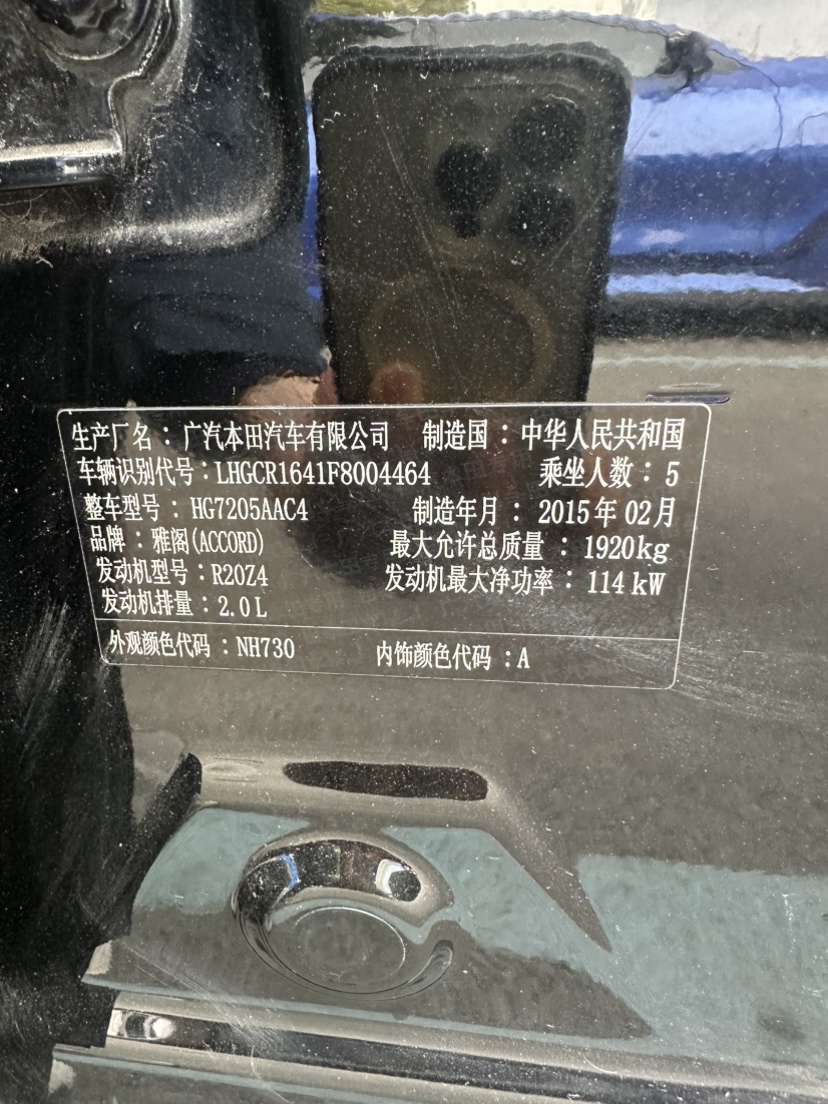 生产厂名：广汽本田汽车有限公司 制造国：中华人民共和国
车辆识别代号：LHGCR1641F8004464 乘坐人数：5
整车型号：HG7205AAC4 制造年月：2015年02月
品牌：雅阁(ACCORD) 最大允许总质量：1920kg
发动机型号：R20Z4 发动机最大净功率：114kW
发动机排量：2.0L
外观颜色代码：NH730 内饰颜色代码：A